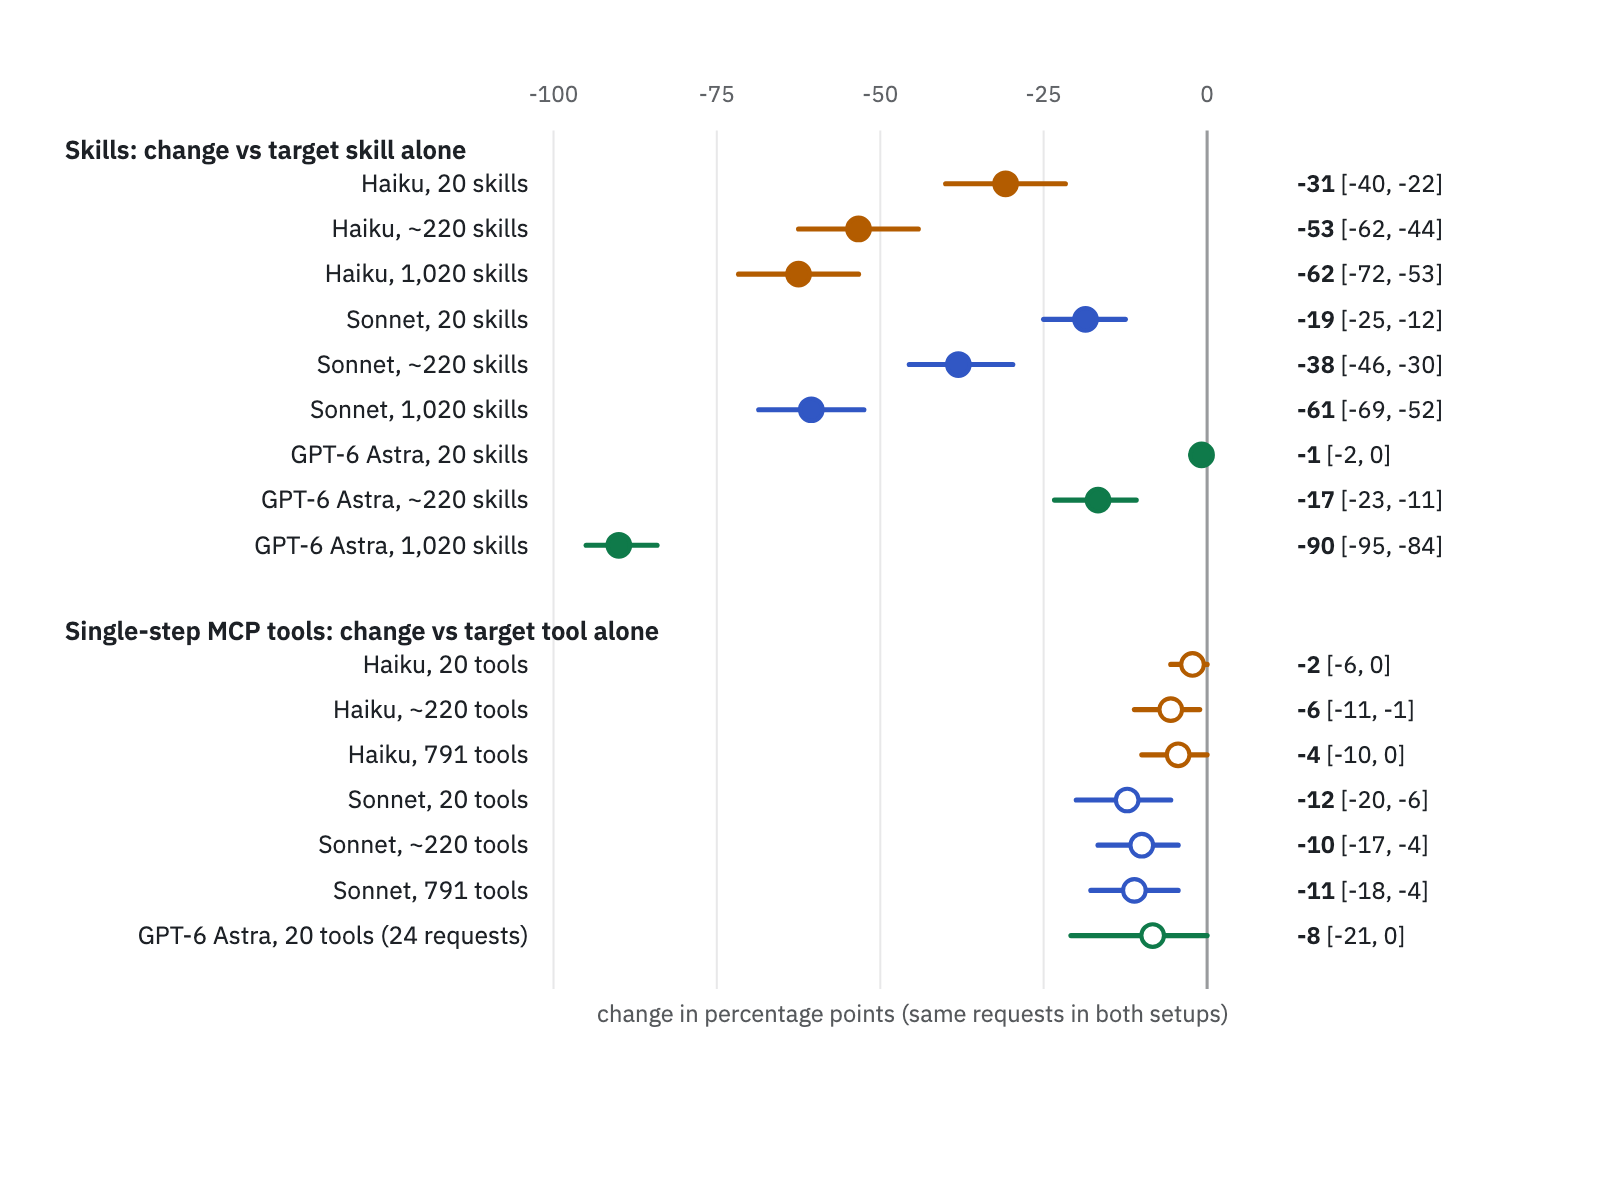 -100 -75 -50 -25 0
Skills: change vs target skill alone
Haiku, 20 skills -31 [-40, -22]
Haiku, ~220 skills -53 [-62, -44]
Haiku, 1,020 skills -62 [-72, -53]
Sonnet, 20 skills -19 [-25, -12]
Sonnet, ~220 skills -38 [-46, -30]
Sonnet, 1,020 skills -61 [-69, -52]
GPT-6 Astra, 20 skills -1 [-2, 0]
GPT-6 Astra, ~220 skills -17 [-23, -11]
GPT-6 Astra, 1,020 skills -90 [-95, -84]
Single-step MCP tools: change vs target tool alone
Haiku, 20 tools -2 [-6, 0]
Haiku, ~220 tools -6 [-11, -1]
Haiku, 791 tools -4 [-10, 0]
Sonnet, 20 tools -12 [-20, -6]
Sonnet, ~220 tools -10 [-17, -4]
Sonnet, 791 tools -11 [-18, -4]
GPT-6 Astra, 20 tools (24 requests) -8 [-21, 0]
change in percentage points (same requests in both setups)